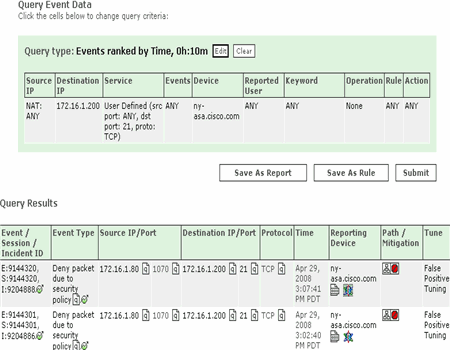 Query Event Data
Click the cells below to change query criteria:
Query type: Events ranked by Time, 0h:10m Edit Clear
Source IP Destination IP Service Events Device Reported User Keyword Operation Rule Action
NAT: ANY 172.16.1.200 User Defined (src port: ANY, dst port: 21, proto: TCP) ANY ny-asa.cisco.com ANY ANY None ANY ANY
Save As Report Save As Rule Submit
Query Results
Event / Session / Incident ID Event Type Source IP/Port Destination IP/Port Protocol Time Reporting Device Path / Mitigation Tune
E:9144320, S:9144320, I:9204888 Deny packet due to security policy q 172.16.1.80 q 1070 q 172.16.1.200 q 21 q TCP q Apr 29, 2008 3:07:41 PM PDT ny-asa.cisco.com False Positive Tuning
E:9144301, S:9144301, I:9204886 Deny packet due to security policy q 172.16.1.80 q 1070 q 172.16.1.200 q 21 q TCP q Apr 29, 2008 3:02:40 PM PDT ny-asa.cisco.com False Positive Tuning